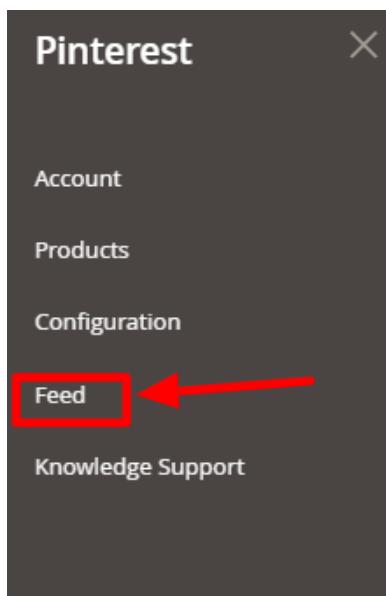 Pinterest
Account
Products
Configuration
Feed
Knowledge Support